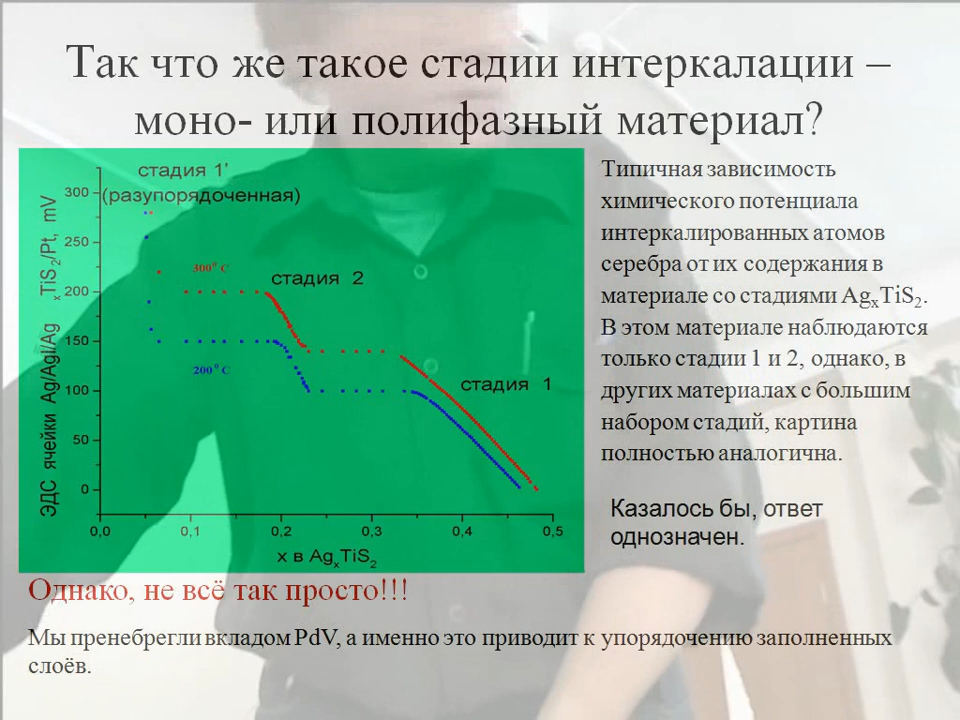 Так что же такое стадии интеркалации –
моно- или полифазный материал?
стадия 1'
(разупорядоченная)
300
250
200
150
100
50
0
ЭДС ячейки Ag/AgI/Ag xTiS2/Pt, mV
300° C
стадия 2
200° C
стадия 1
0,0 0,1 0,2 0,3 0,4 0,5
x в AgxTiS2
Типичная зависимость
химического потенциала
интеркалированных атомов
серебра от их содержания в
материале со стадиями AgxTiS2.
В этом материале наблюдаются
только стадии 1 и 2, однако, в
других материалах с большим
набором стадий, картина
полностью аналогична.
Казалось бы, ответ
однозначен.
Однако, не всё так просто!!!
Мы пренебрегли вкладом PdV, а именно это приводит к упорядочению заполненных
слоёв.